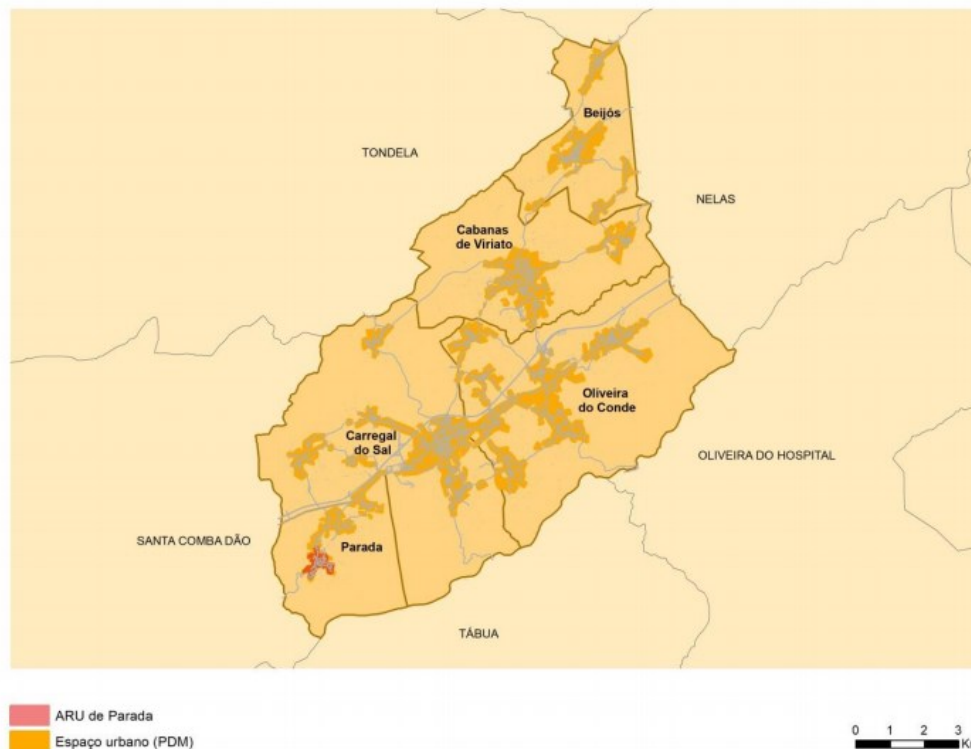 Beijós
TONDELA
NELAS
Cabanas
de Viriato
Oliveira
do Conde
Carregal
do Sal
OLIVEIRA DO HOSPITAL
SANTA COMBA DÃO
Parada
TÁBUA
ARU de Parada
Espaço urbano (PDM)
0 1 2 3